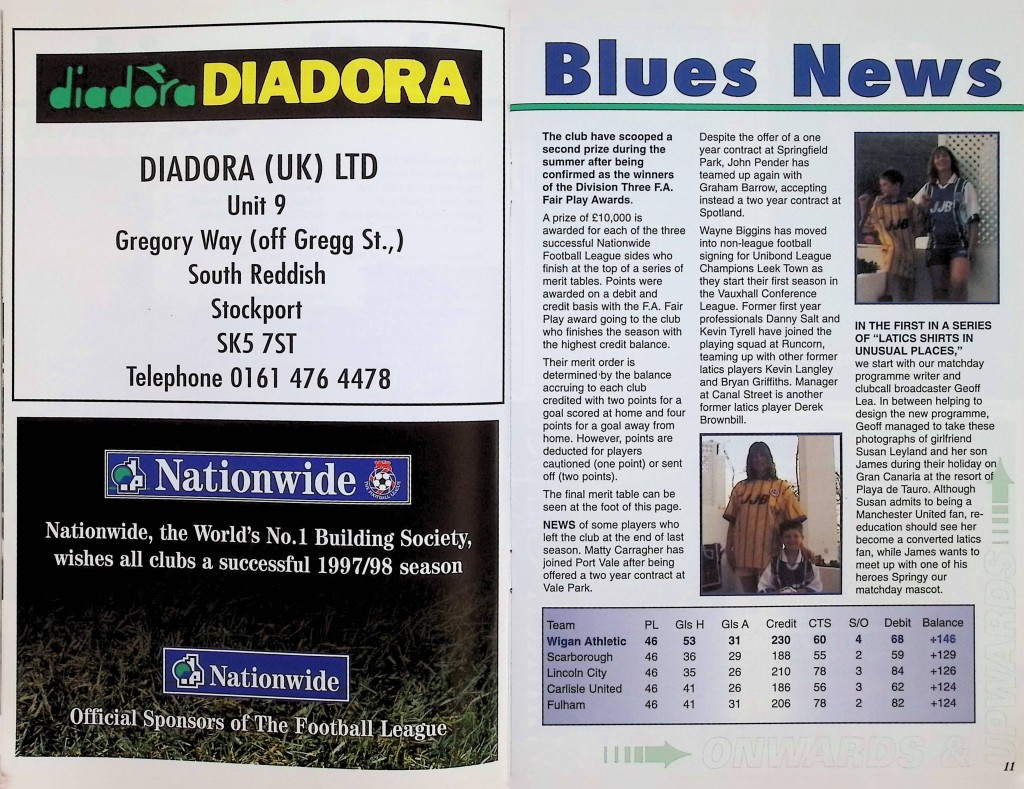 diadora DIADORA
DIADORA (UK) LTD
Unit 9
Gregory Way (off Gregg St.,)
South Reddish
Stockport
SK5 7ST
Telephone 0161 476 4478
Nationwide
THE FOOTBALL LEAGUE
Nationwide, the World's No.1 Building Society,
wishes all clubs a successful 1997/98 season
Nationwide
Official Sponsors of The Football League
Blues News
The club have scooped a
second prize during the
summer after being
confirmed as the winners
of the Division Three F.A.
Fair Play Awards.
A prize of £10,000 is
awarded for each of the three
successful Nationwide
Football League sides who
finish at the top of a series of
merit tables. Points were
awarded on a debit and
credit basis with the F.A. Fair
Play award going to the club
who finishes the season with
the highest credit balance.
Their merit order is
determined by the balance
accruing to each club
credited with two points for a
goal scored at home and four
points for a goal away from
home. However, points are
deducted for players
cautioned (one point) or sent
off (two points).
The final merit table can be
seen at the foot of this page.
NEWS of some players who
left the club at the end of last
season. Matty Carragher has
joined Port Vale after being
offered a two year contract at
Vale Park.
Despite the offer of a one
year contract at Springfield
Park, John Pender has
teamed up again with
Graham Barrow, accepting
instead a two year contract at
Spotland.
Wayne Biggins has moved
into non-league football
signing for Unibond League
Champions Leek Town as
they start their first season in
the Vauxhall Conference
League. Former first year
professionals Danny Salt and
Kevin Tyrell have joined the
playing squad at Runcorn,
teaming up with other former
latics players Kevin Langley
and Bryan Griffiths. Manager
at Canal Street is another
former latics player Derek
Brownbill.
JJB
JJB
JJB
IN THE FIRST IN A SERIES
OF "LATICS SHIRTS IN
UNUSUAL PLACES,"
we start with our matchday
programme writer and
clubcall broadcaster Geoff
Lea. In between helping to
design the new programme,
Geoff managed to take these
photographs of girlfriend
Susan Leyland and her son
James during their holiday on
Gran Canaria at the resort of
Playa de Tauro. Although
Susan admits to being a
Manchester United fan, re-
education should see her
become a converted latics
fan, while James wants to
meet up with one of his
heroes Springy our
matchday mascot.
Team PL Gls H Gls A Credit CTS S/O Debit Balance
Wigan Athletic 46 53 31 230 60 4 68 +146
Scarborough 46 36 29 188 55 2 59 +129
Lincoln City 46 35 26 210 78 3 84 +126
Carlisle United 46 41 26 186 56 3 62 +124
Fulham 46 41 31 206 78 2 82 +124
ONWARDS &
UPWARDS
11